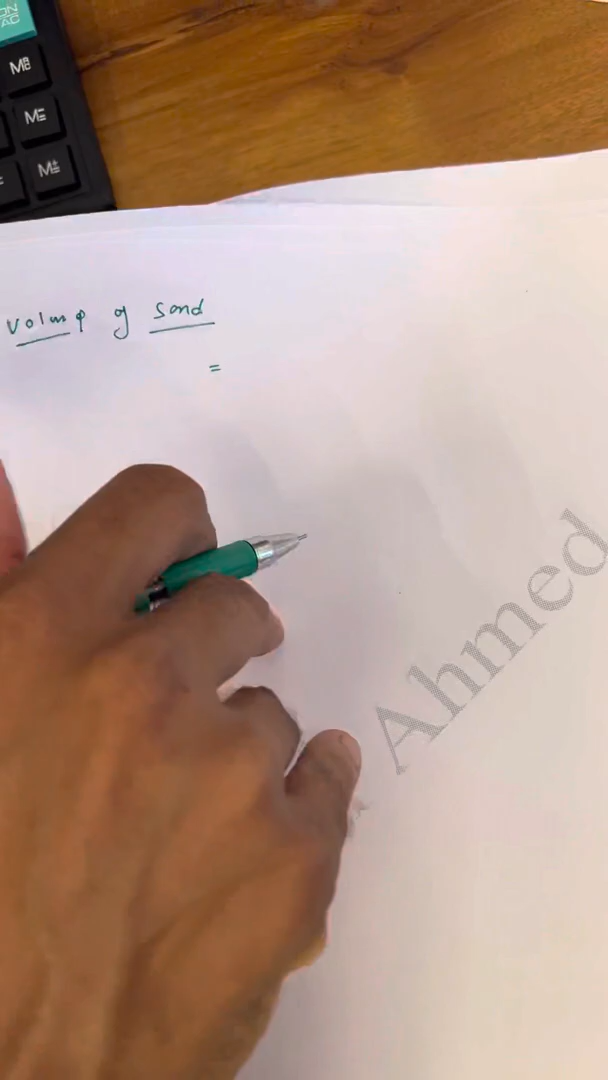 ON
AC
MR
M=
M±
Volume of Sand
=
Ahmed